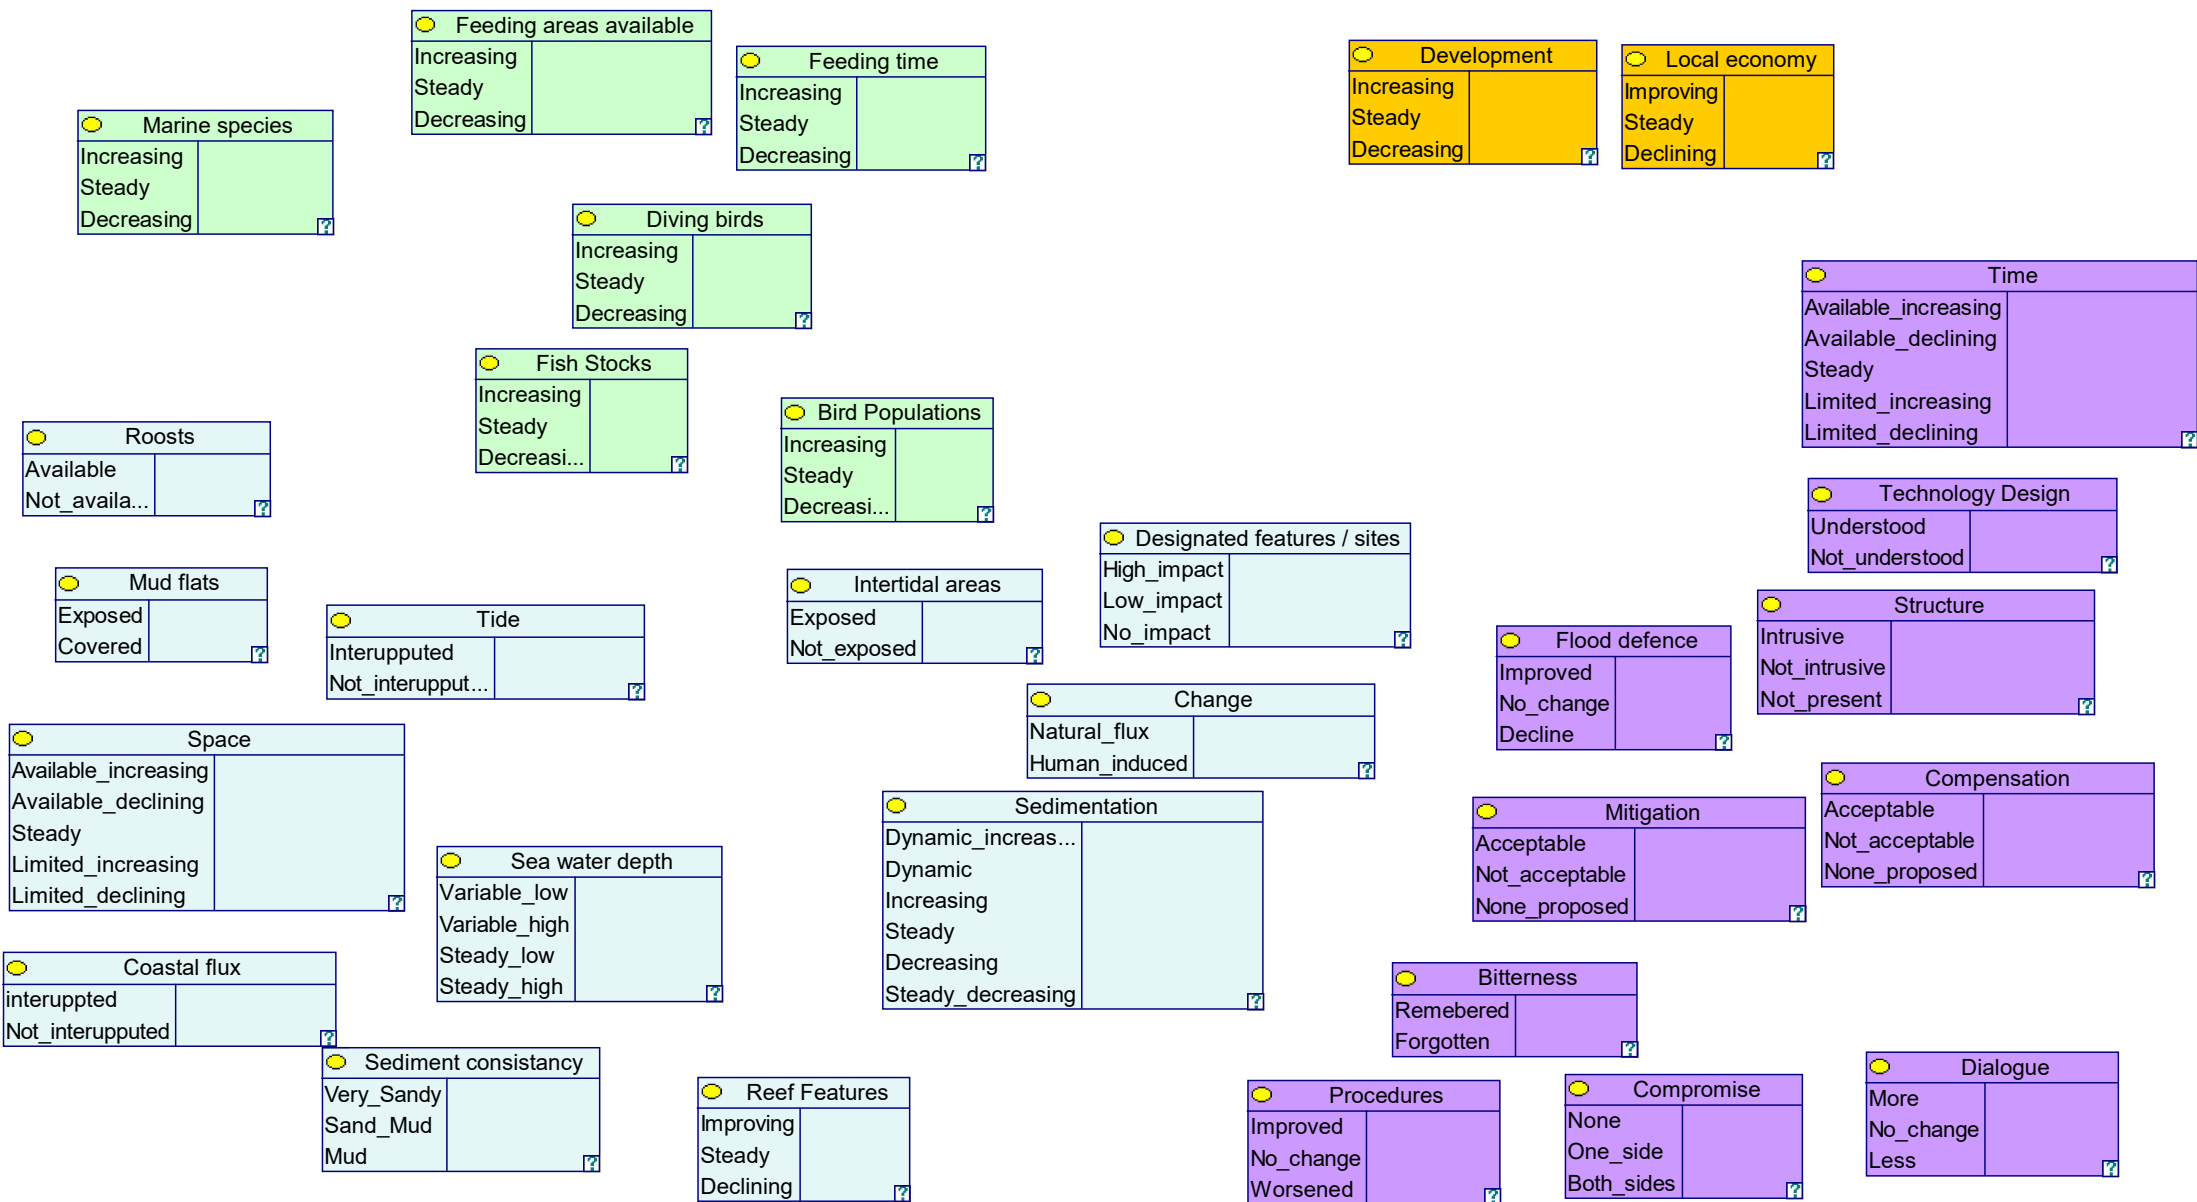 Feeding areas available
Increasing
Steady
Decreasing
?
Feeding time
Increasing
Steady
Decreasing
?
Development
Increasing
Steady
Decreasing
?
Local economy
Improving
Steady
Declining
?
Marine species
Increasing
Steady
Decreasing
?
Diving birds
Increasing
Steady
Decreasing
?
Time
Available_increasing
Available_declining
Steady
Limited_increasing
Limited_declining
?
Fish Stocks
Increasing
Steady
Decreasi...
?
Bird Populations
Increasing
Steady
Decreasi...
?
Roosts
Available
Not_availa...
?
Technology Design
Understood
Not_understood
?
Designated features / sites
High_impact
Low_impact
No_impact
?
Mud flats
Exposed
Covered
?
Intertidal areas
Exposed
Not_exposed
?
Tide
Interupputed
Not_interupput...
?
Structure
Intrusive
Not_intrusive
Not_present
?
Flood defence
Improved
No_change
Decline
?
Change
Natural_flux
Human_induced
?
Space
Available_increasing
Available_declining
Steady
Limited_increasing
Limited_declining
?
Compensation
Acceptable
Not_acceptable
None_proposed
?
Sedimentation
Dynamic_increas...
Dynamic
Increasing
Steady
Decreasing
Steady_decreasing
?
Mitigation
Acceptable
Not_acceptable
None_proposed
?
Sea water depth
Variable_low
Variable_high
Steady_low
Steady_high
?
Coastal flux
interuppted
Not_interupputed
?
Bitterness
Remebered
Forgotten
?
Sediment consistancy
Very_Sandy
Sand_Mud
Mud
?
Reef Features
Improving
Steady
Declining
?
Procedures
Improved
No_change
Worsened
?
Compromise
None
One_side
Both_sides
?
Dialogue
More
No_change
Less
?